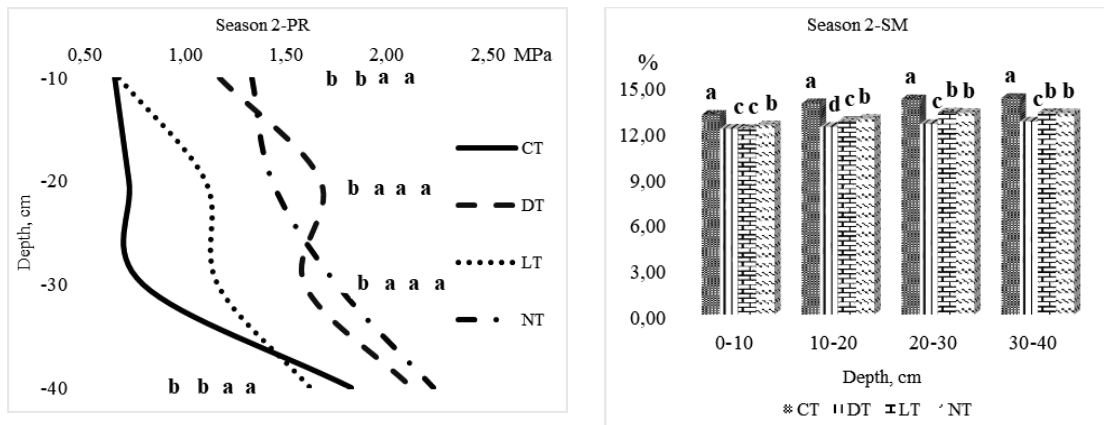 Season 2-PR
0,50 1,00 1,50 2,00 2,50 MPa
-10
-20
-30
-40
Depth, cm
b b a a
b a a a
b a a a
b b a a
CT
DT
LT
NT
Season 2-SM
%
15,00
12,00
9,00
6,00
3,00
0,00
a c c b
a d c b
a c b b
a c b b
0-10 10-20 20-30 30-40
Depth, cm
CT DT LT NT